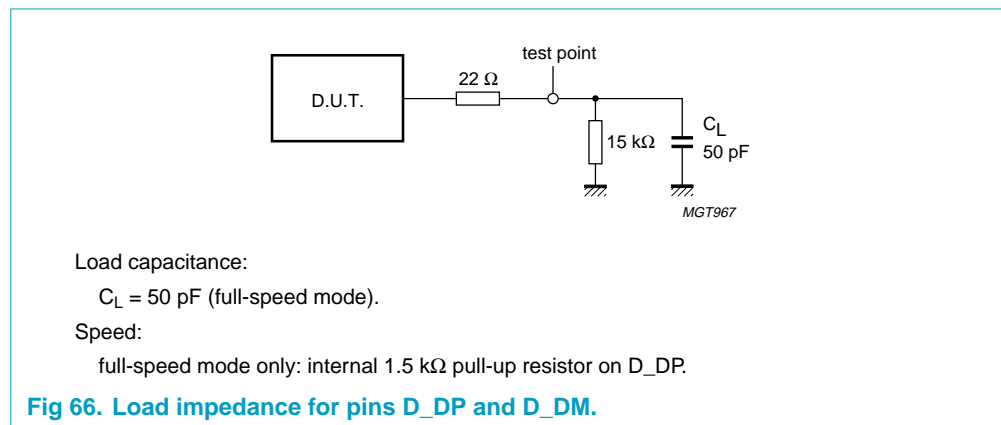 test point
22 Ω
D.U.T.
15 kΩ
CL
50 pF
MGT967
Load capacitance:
CL = 50 pF (full-speed mode).
Speed:
full-speed mode only: internal 1.5 kΩ pull-up resistor on D_DP.
Fig 66. Load impedance for pins D_DP and D_DM.